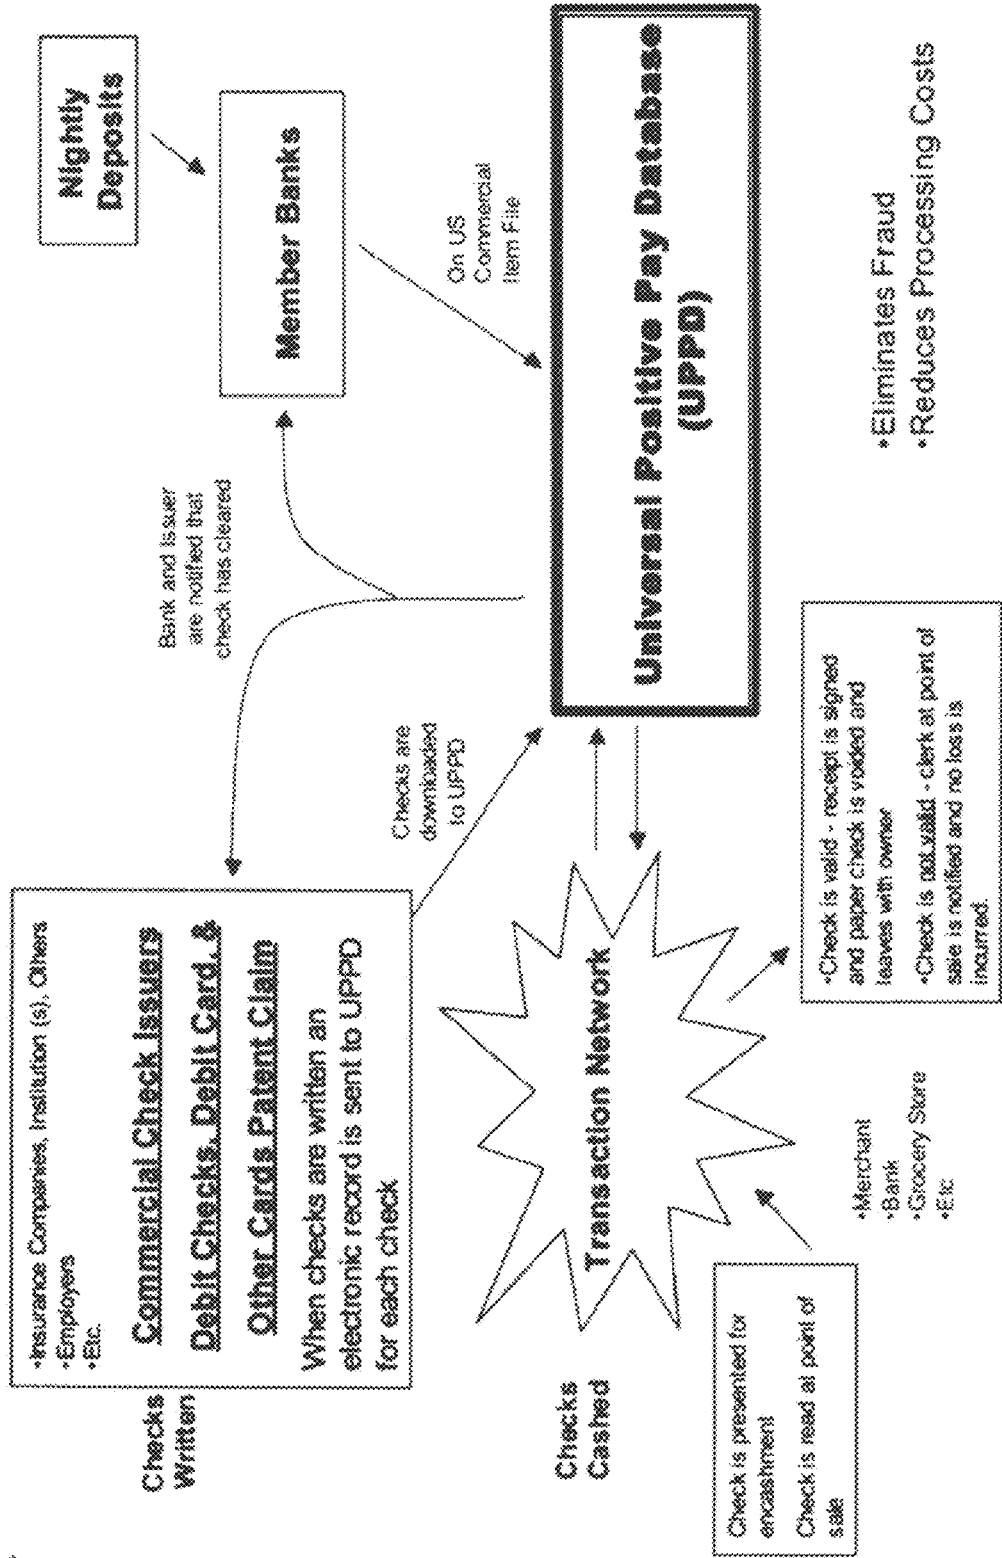 Checks
Written
•Insurance Companies, Institution (s), Others
•Employers
•Etc.
Commercial Check Issuers
Debit Checks, Debit Card, &
Other Cards Patent Claim
When checks are written an
electronic record is sent to UPPD
for each check
Bank and Issuer
are notified that
check has cleared
Nightly
Deposits
Member Banks
Checks are
downloaded
to UPPD
On US
Commercial
Item File
Checks
Cashed
Transaction Network
Universal Positive Pay Database
(UPPD)
Check is presented for
encashment
Check is read at point of
sale
•Merchant
•Bank
•Grocery Store
•Etc
•Check is valid - receipt is signed
and paper check is voided and
leaves with owner
•Check is not valid - clerk at point of
sale is notified and no loss is
incurred.
•Eliminates Fraud
•Reduces Processing Costs